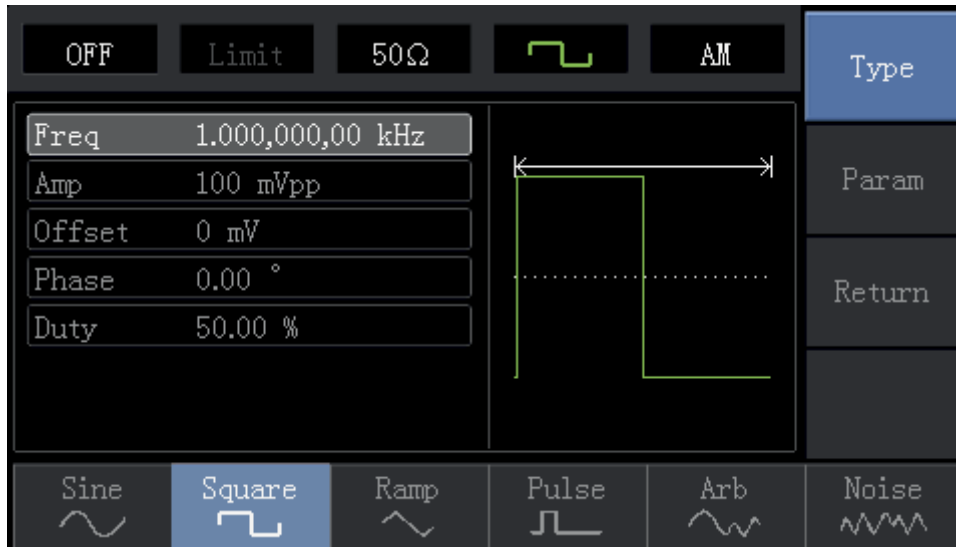 OFF Limit 50Ω AM
Type
Freq 1.000,000,00 kHz
Amp 100 mVpp
Offset 0 mV
Phase 0.00 °
Duty 50.00 %
Param
Return
Sine Square Ramp Pulse Arb Noise